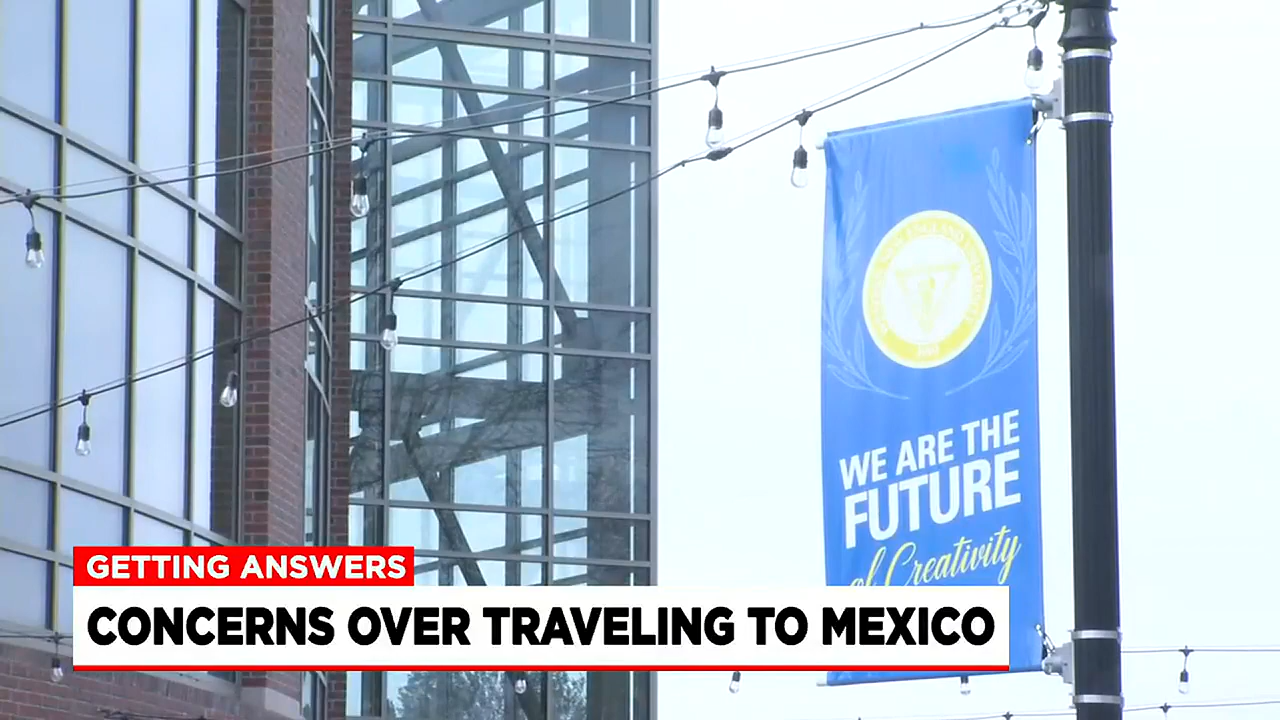 WE ARE THE
FUTURE
of Creativity
GETTING ANSWERS
CONCERNS OVER TRAVELING TO MEXICO